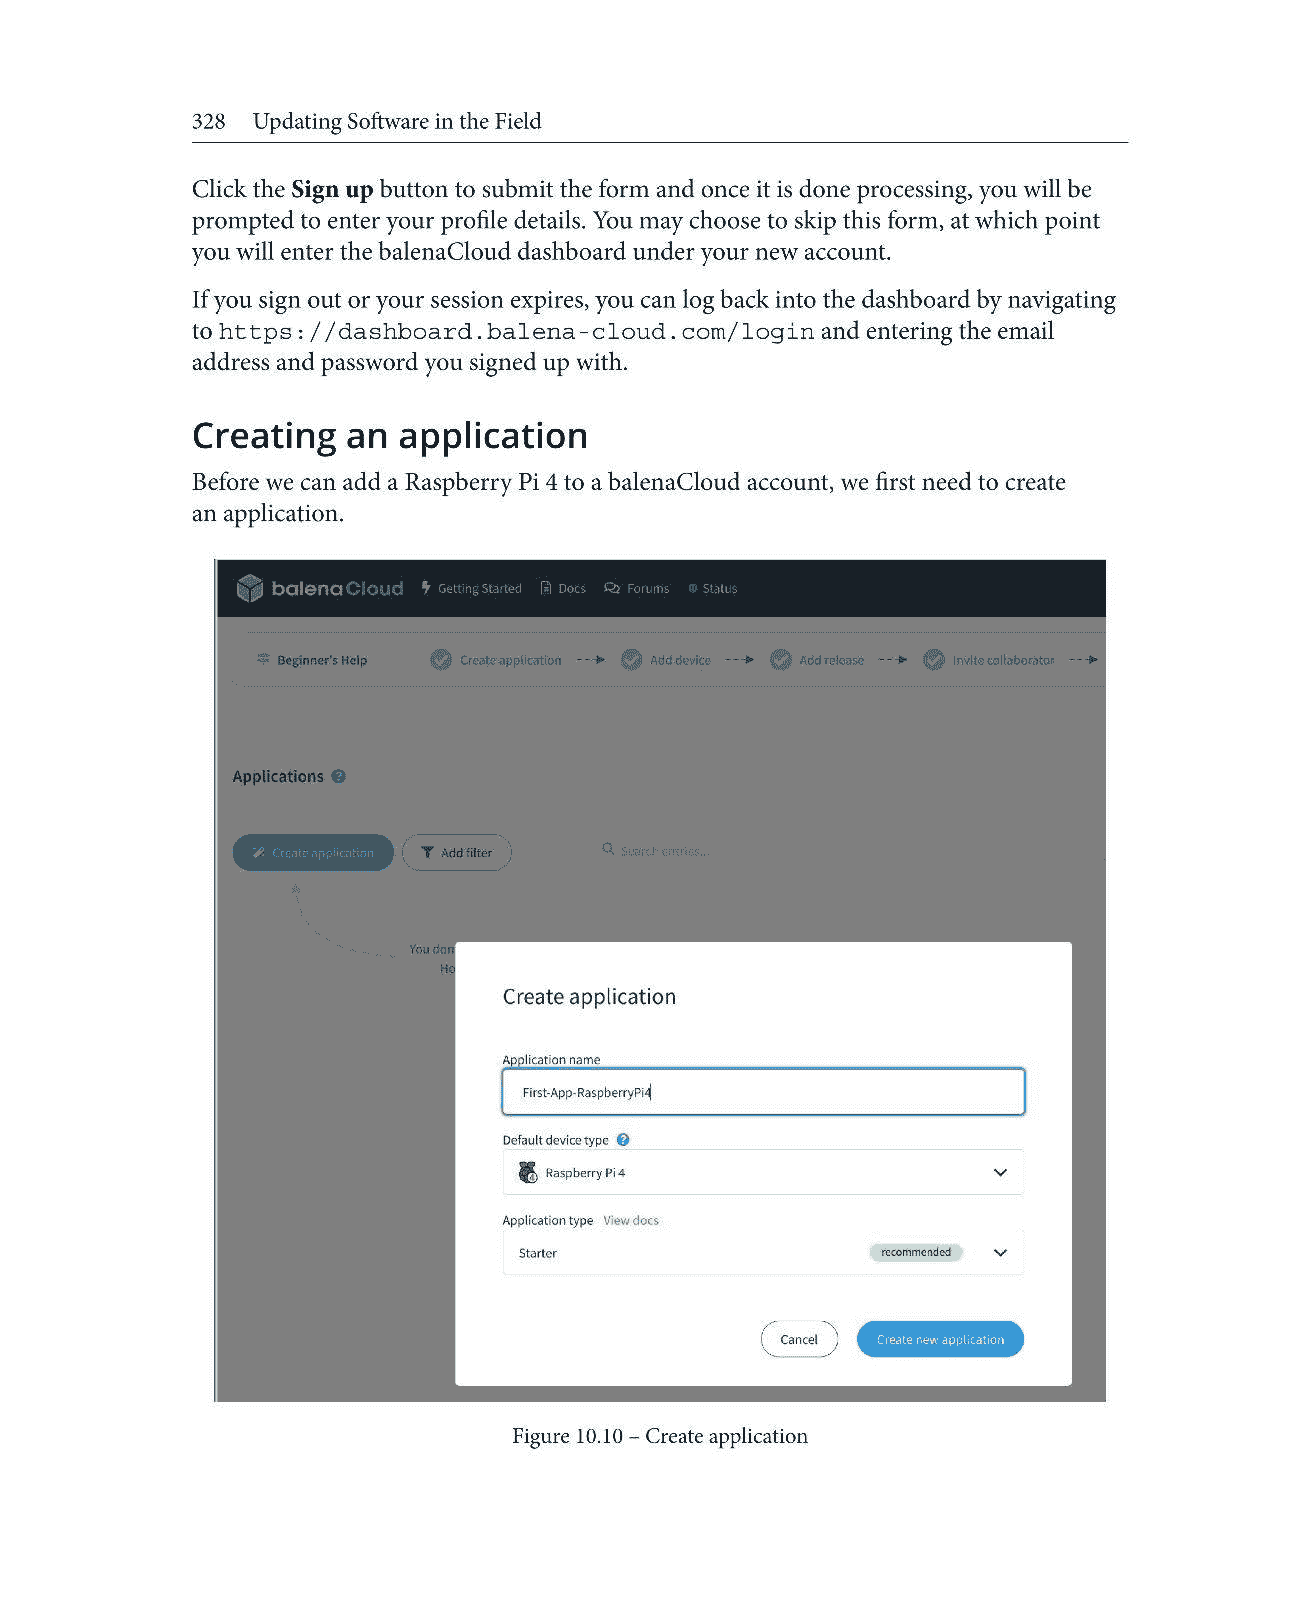 328 Updating Software in the Field
Click the Sign up button to submit the form and once it is done processing, you will be
prompted to enter your profile details. You may choose to skip this form, at which point
you will enter the balenaCloud dashboard under your new account.
If you sign out or your session expires, you can log back into the dashboard by navigating
to https://dashboard.balena-cloud.com/login and entering the email
address and password you signed up with.
Creating an application
Before we can add a Raspberry Pi 4 to a balenaCloud account, we first need to create
an application.
balenaCloud Getting Started Docs Forums Status
Beginner's Help Create application Add device Add release Invite collaborator
Applications
Create application Add filter Search entries...
You don
Ho
Create application
Application name
First-App-RaspberryPi4
Default device type
Raspberry Pi 4
Application type View docs
Starter recommended
Cancel Create new application
Figure 10.10 – Create application